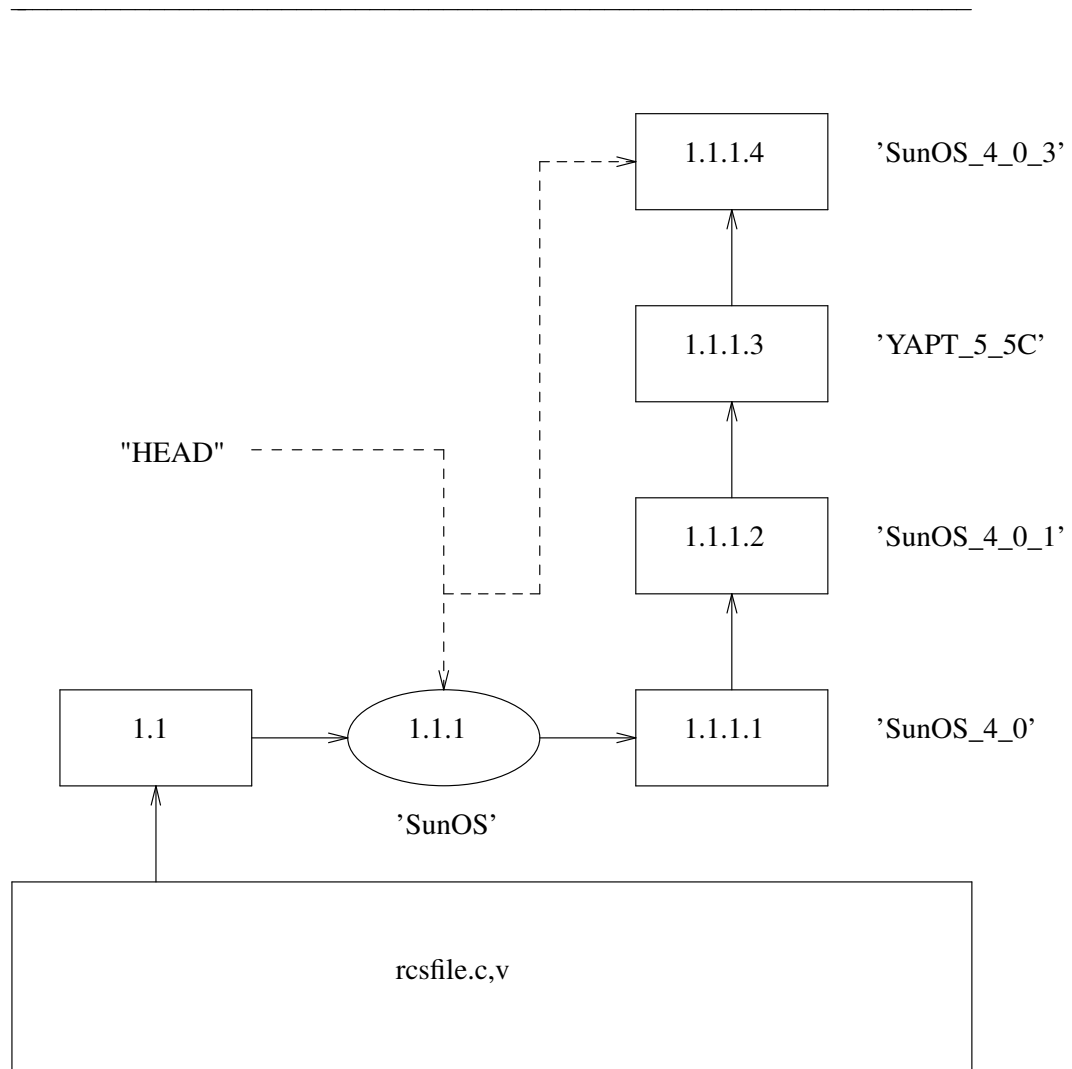 1.1.1.4 ’SunOS_4_0_3’
1.1.1.3 ’YAPT_5_5C’
"HEAD"
1.1.1.2 ’SunOS_4_0_1’
1.1 1.1.1 1.1.1.1 ’SunOS_4_0’
’SunOS’
rcsfile.c,v